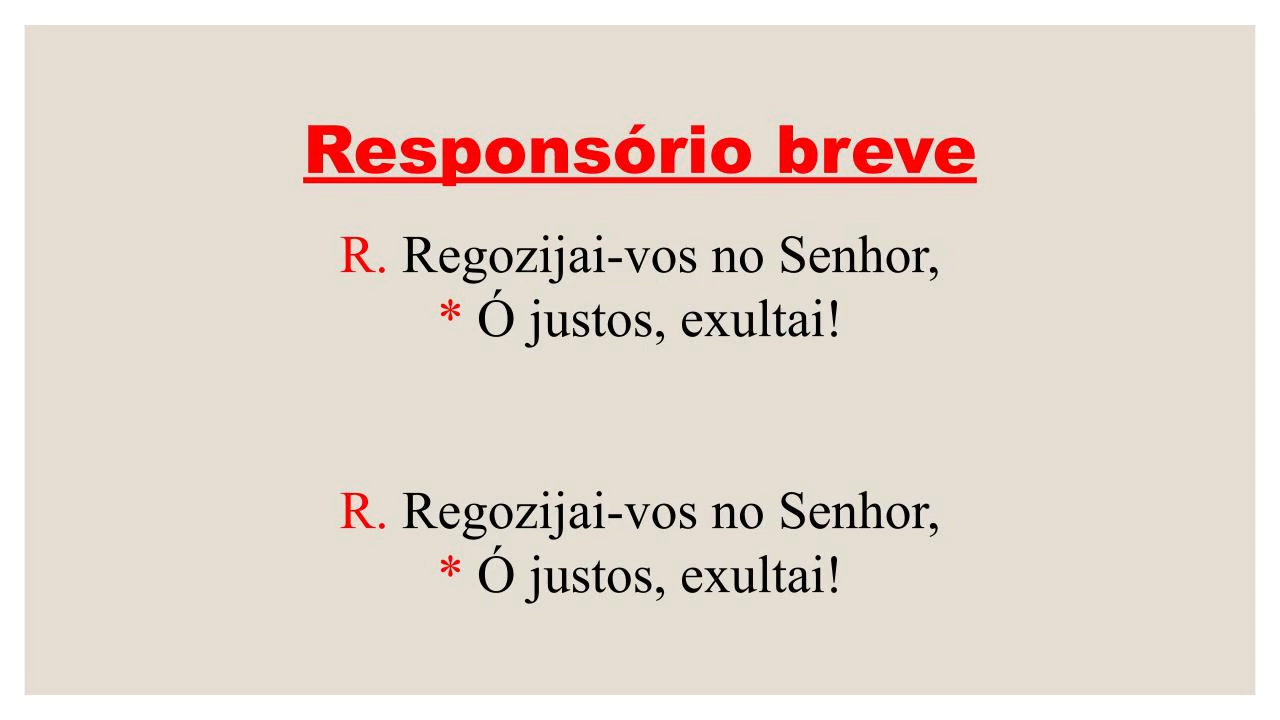 Responsório breve
R. Regozijai-vos no Senhor,
* Ó justos, exultai!
R. Regozijai-vos no Senhor,
* Ó justos, exultai!